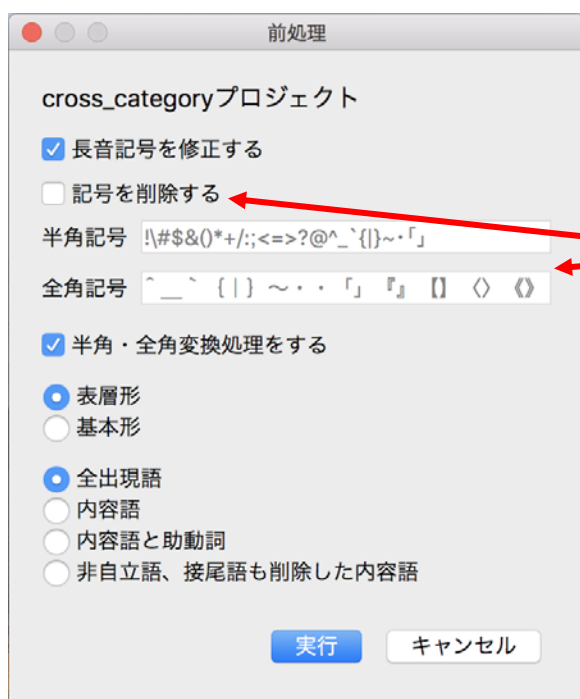 前処理
cross_categoryプロジェクト
長音記号を修正する
記号を削除する
半角記号 !\#$&()*+/:;<=>?@^_`{|}~・「」
全角記号 ＾＿｀｛｜｝～・・「」『』【】〈〉《》
半角・全角変換処理をする
表層形
基本形
全出現語
内容語
内容語と助動詞
非自立語、接尾語も削除した内容語
実行 キャンセル